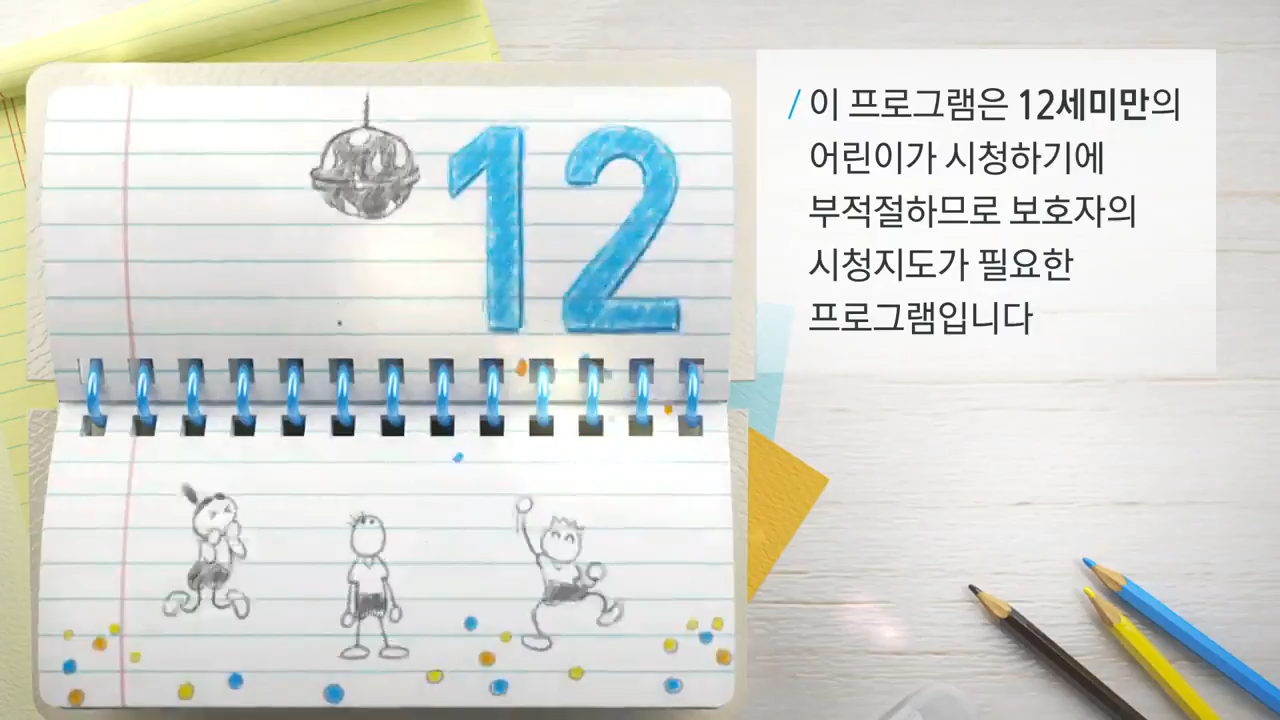 12
/ 이 프로그램은 12세미만의
어린이가 시청하기에
부적절하므로 보호자의
시청지도가 필요한
프로그램입니다